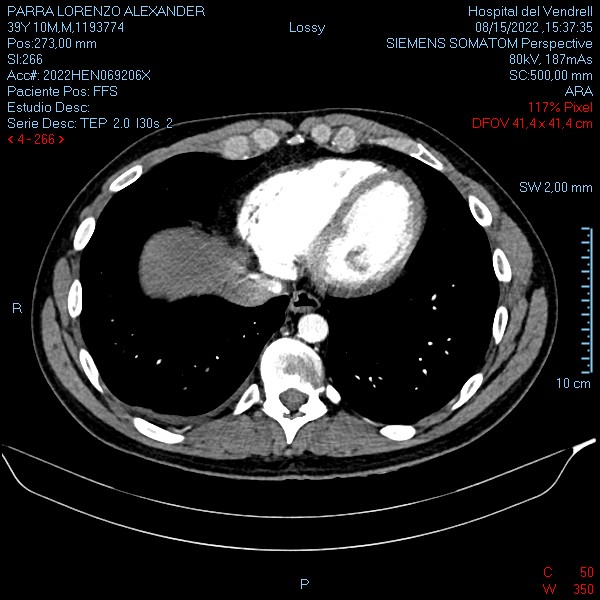 PARRA LORENZO ALEXANDER
39Y 10M,M,1193774
Pos:273,00 mm
SI:266
Acc#: 2022HEN069206X
Paciente Pos: FFS
Estudio Desc:
Serie Desc: TEP 2.0 I30s 2
< 4 - 266 >
Lossy
Hospital del Vendrell
08/15/2022 ,15:37:35
SIEMENS SOMATOM Perspective
80kV, 187mAs
SC:500,00 mm
ARA
117% Pixel
DFOV 41,4 x 41,4 cm
SW 2,00 mm
R
10 cm
P
C 50
W 350